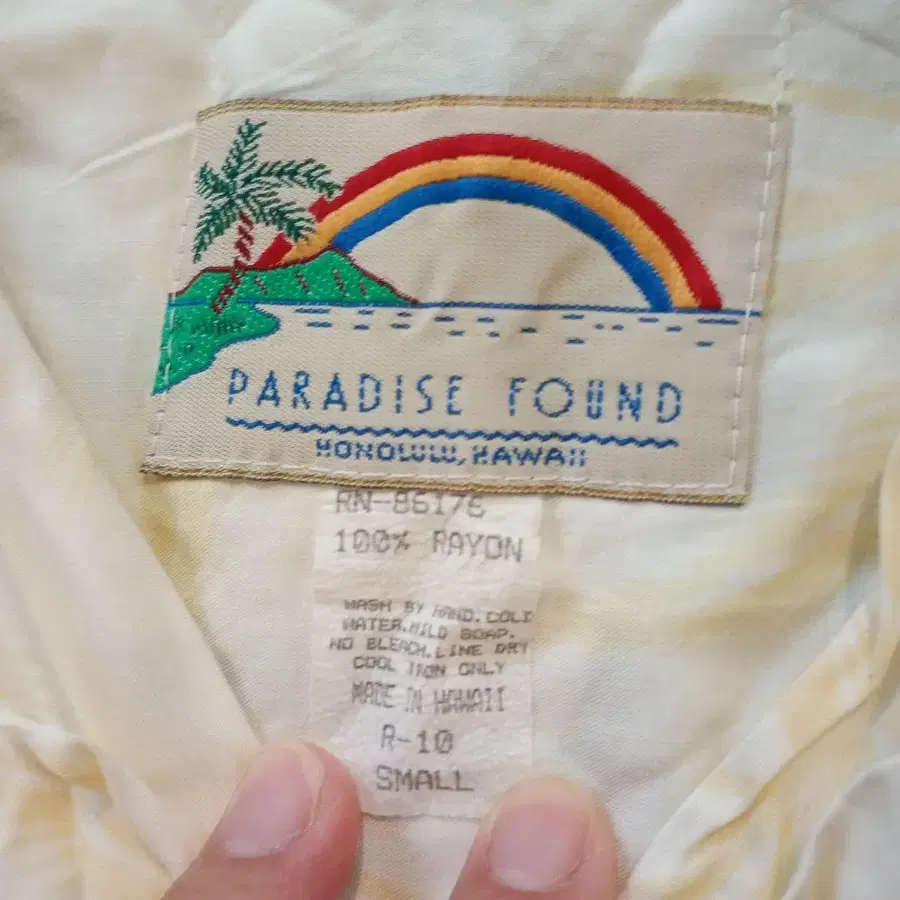 PARADISE FOUND
HONOLULU, HAWAII
RN-86176
100% RAYON
WASH BY HAND. COLD
WATER. MILD SOAP.
NO BLEACH. LINE DRY
COOL IRON ONLY
MADE IN HAWAII
R-10
SMALL